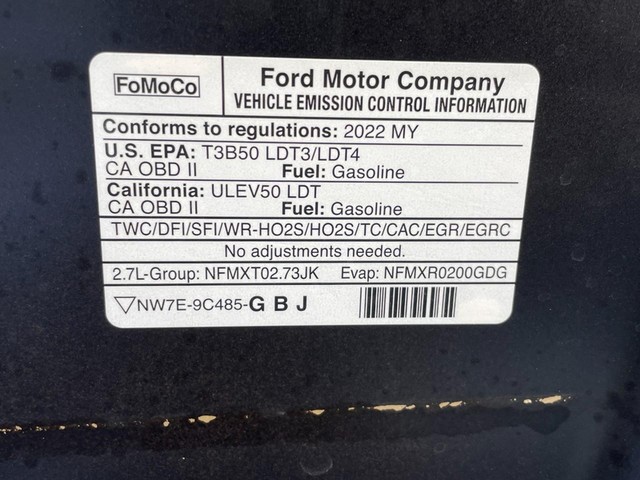 FoMoCo
Ford Motor Company
VEHICLE EMISSION CONTROL INFORMATION
Conforms to regulations: 2022 MY
U.S. EPA: T3B50 LDT3/LDT4
CA OBD II Fuel: Gasoline
California: ULEV50 LDT
CA OBD II Fuel: Gasoline
TWC/DFI/SFI/WR-HO2S/HO2S/TC/CAC/EGR/EGRC
No adjustments needed.
2.7L-Group: NFMXT02.73JK Evap: NFMXR0200GDG
NW7E-9C485-G B J